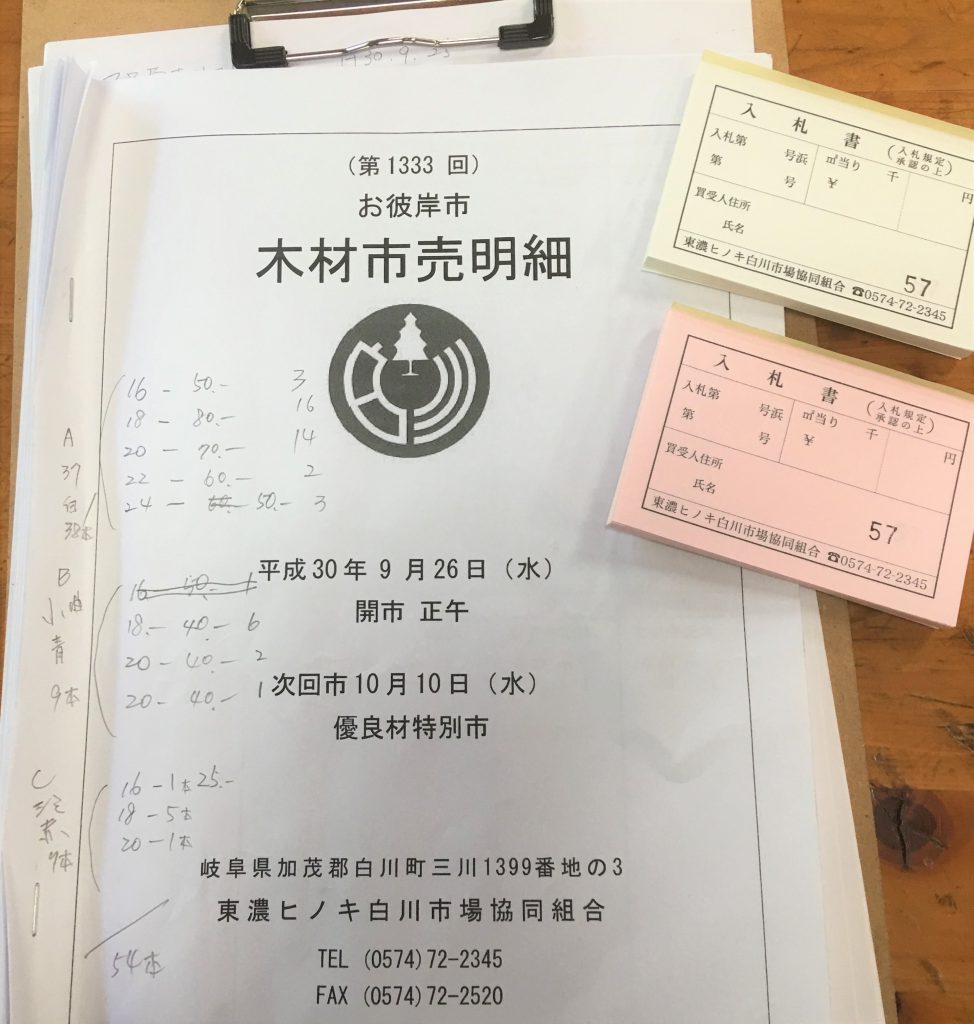 H30.9.25
(第1333 回)
お彼岸市
木材市売明細
16 - 50.- 3
18 - 80.- 16
20 - 70.- 14
22 - 60.- 2
24 - 60.- 50.- 3
A
37
白
38本
平成30年 9 月26日(水)
開市 正午
16 - 40.- 1
18.- 40.- 6
20 - 40.- 2
20 - 40.- 1
B
小曲
青
9本
次回市10月10日(水)
優良材特別市
16 -1本25.-
18 -5本
20 -1本
C
7本
54本
岐阜県加茂郡白川町三川1399番地の3
東濃ヒノキ白川市場協同組合
TEL (0574)72-2345
FAX (0574)72-2520
入札書
(入札規定承認の上)
入札第 号浜
第 号
㎥当り
¥ 千 円
買受人住所
氏名
57
東濃ヒノキ白川市場協同組合 ☎0574-72-2345
入札書
(入札規定承認の上)
入札第 号浜
第 号
㎥当り
¥ 千 円
買受人住所
氏名
57
東濃ヒノキ白川市場協同組合 ☎0574-72-2345